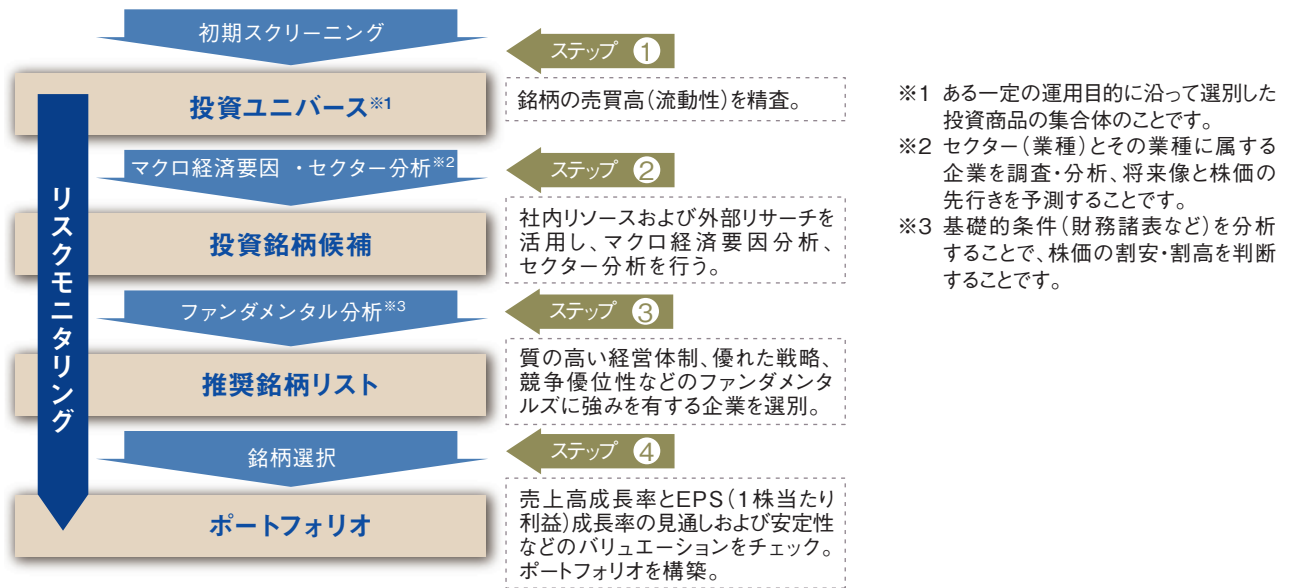 初期スクリーニング
ステップ ❶
投資ユニバース※1
銘柄の売買高(流動性)を精査。
マクロ経済要因 ・セクター分析※2
ステップ ❷
投資銘柄候補
社内リソースおよび外部リサーチを
活用し、マクロ経済要因分析、
セクター分析を行う。
ファンダメンタル分析※3
ステップ ❸
推奨銘柄リスト
質の高い経営体制、優れた戦略、
競争優位性などのファンダメンタ
ルズに強みを有する企業を選別。
銘柄選択
ステップ ❹
ポートフォリオ
売上高成長率とEPS(1株当たり
利益)成長率の見通しおよび安定性
などのバリュエーションをチェック。
ポートフォリオを構築。
リスクモニタリング
※1 ある一定の運用目的に沿って選別した
投資商品の集合体のことです。
※2 セクター(業種)とその業種に属する
企業を調査・分析、将来像と株価の
先行きを予測することです。
※3 基礎的条件(財務諸表など)を分析
することで、株価の割安・割高を判断
することです。